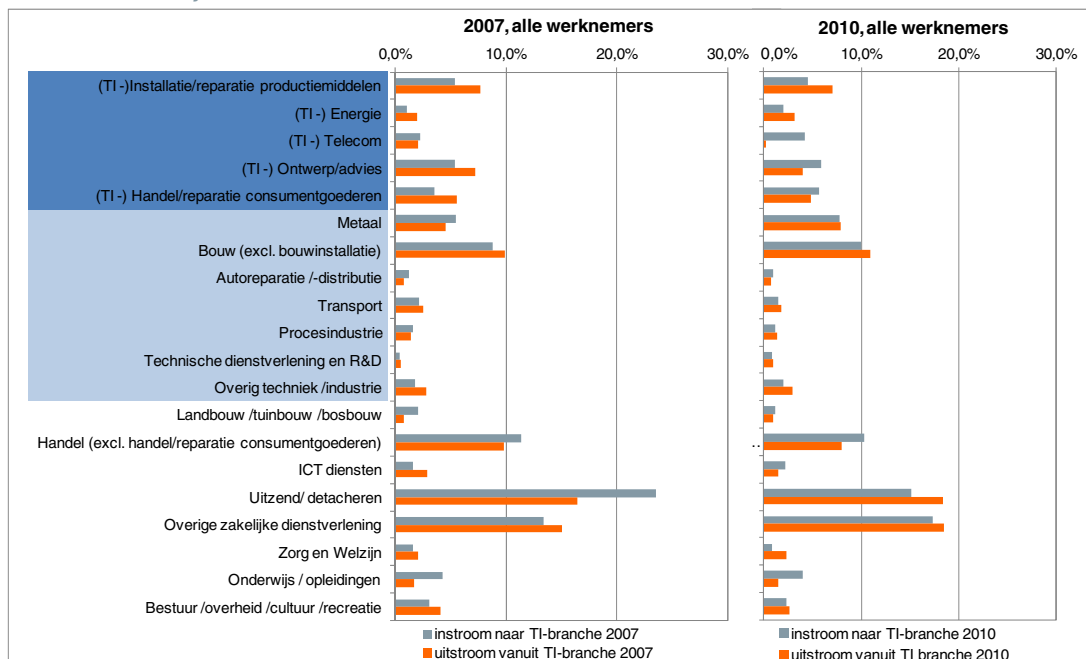 2007, alle werknemers
0,0% 10,0% 20,0% 30,0%
2010, alle werknemers
0,0% 10,0% 20,0% 30,0%
(TI -)Installatie/reparatie productiemiddelen
(TI -) Energie
(TI -) Telecom
(TI -) Ontwerp/advies
(TI -) Handel/reparatie consumentgoederen
Metaal
Bouw (excl. bouwinstallatie)
Autoreparatie /-distributie
Transport
Procesindustrie
Technische dienstverlening en R&D
Overig techniek /industrie
Landbouw /tuinbouw /bosbouw
Handel (excl. handel/reparatie consumentgoederen)
..
ICT diensten
Uitzend/ detacheren
Overige zakelijke dienstverlening
Zorg en Welzijn
Onderwijs / opleidingen
Bestuur /overheid /cultuur /recreatie
instroom naar TI-branche 2007
uitstroom vanuit TI-branche 2007
instroom naar TI-branche 2010
uitstroom vanuit TI-branche 2010